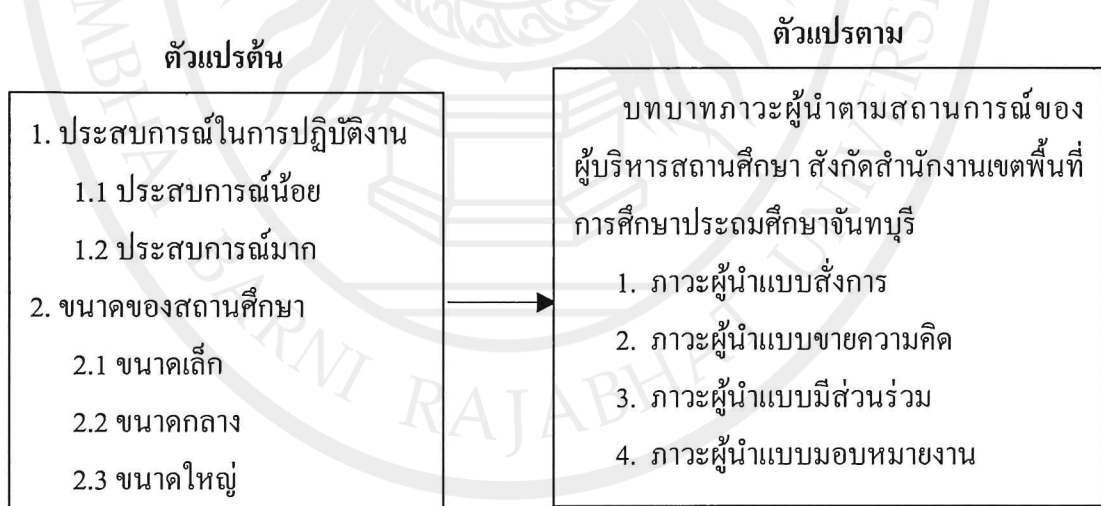 ตัวแปรต้น
1. ประสบการณ์ในการปฏิบัติงาน
1.1 ประสบการณ์น้อย
1.2 ประสบการณ์มาก
2. ขนาดของสถานศึกษา
2.1 ขนาดเล็ก
2.2 ขนาดกลาง
2.3 ขนาดใหญ่
ตัวแปรตาม
บทบาทภาวะผู้นำตามสถานการณ์ของ
ผู้บริหารสถานศึกษา สังกัดสำนักงานเขตพื้นที่
การศึกษาประถมศึกษาจันทบุรี
1. ภาวะผู้นำแบบสั่งการ
2. ภาวะผู้นำแบบขายความคิด
3. ภาวะผู้นำแบบมีส่วนร่วม
4. ภาวะผู้นำแบบมอบหมายงาน
BARNI RAJABHA